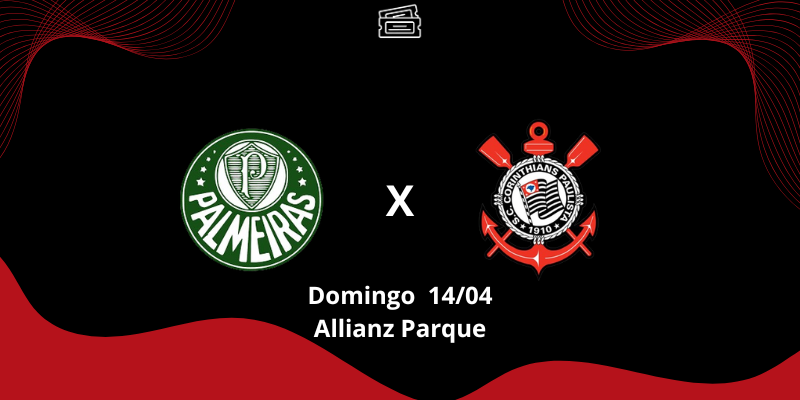 P
PALMEIRAS
X
S.C. CORINTHIANS PAULISTA
1910
Domingo 14/04
Allianz Parque